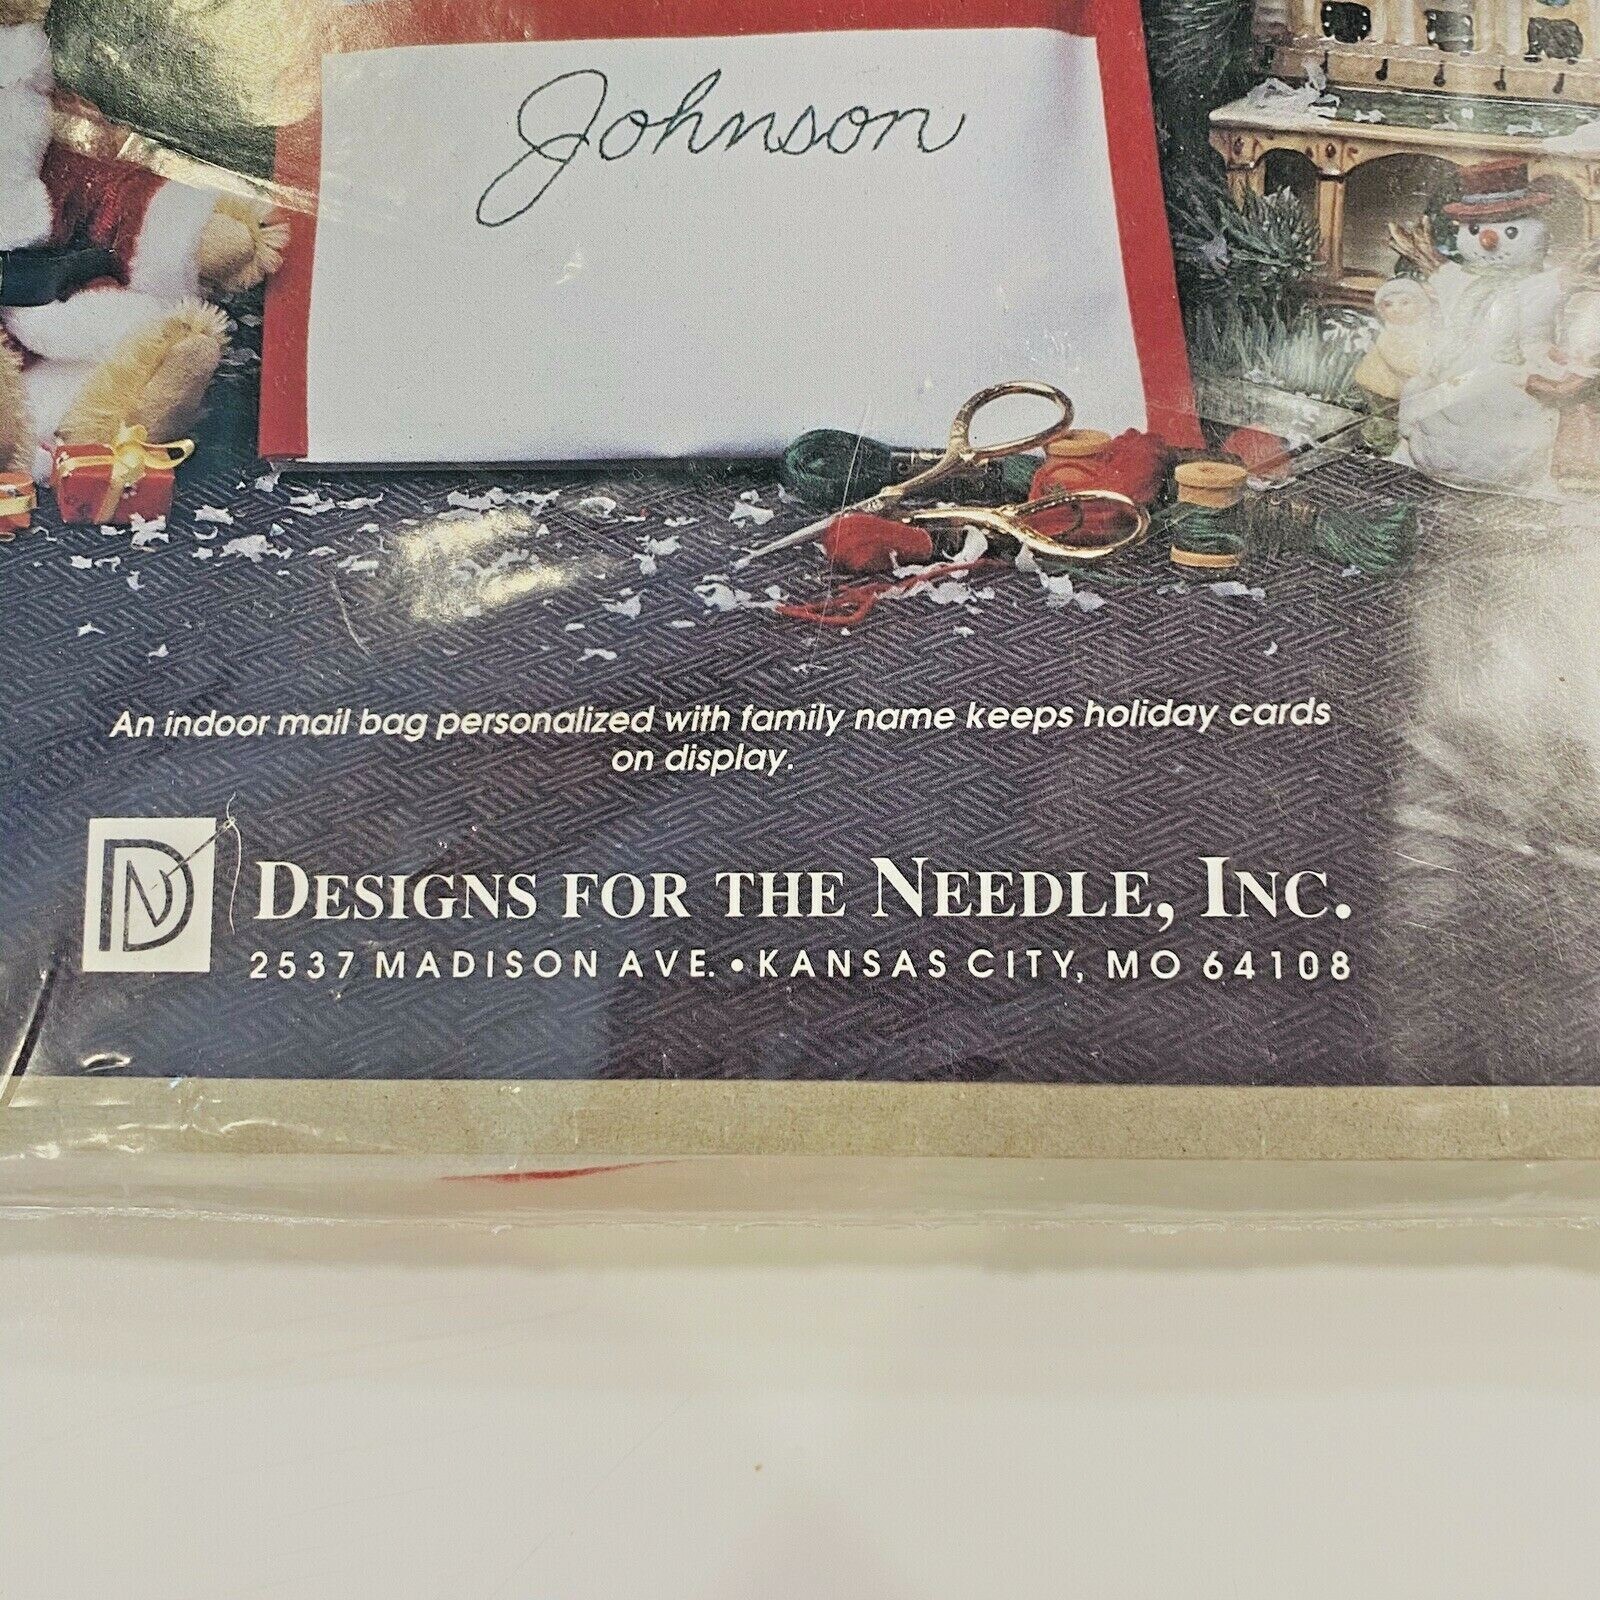 Johnson
An indoor mail bag personalized with family name keeps holiday cards
on display.
DESIGNS FOR THE NEEDLE, INC.
2537 MADISON AVE. • KANSAS CITY, MO 64108